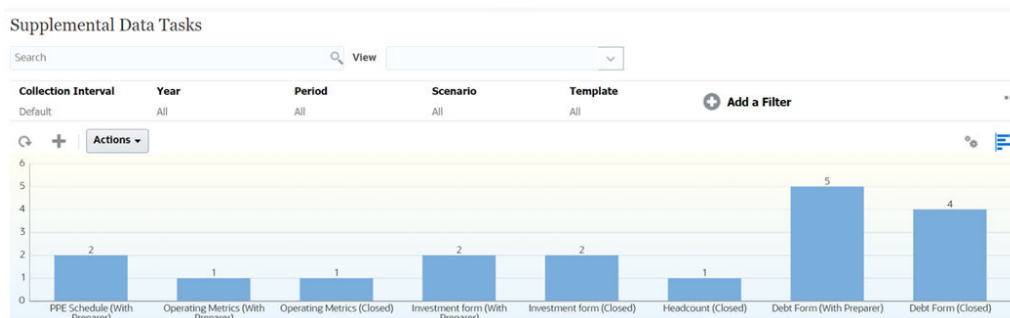 Supplemental Data Tasks
Search
View
Collection Interval Year Period Scenario Template
Default All All All All
Add a Filter
Actions
6
5
4
3
2
1
0
2 1 1 2 2 1 5 4
PPE Schedule (With Preparer)
Operating Metrics (With Preparer)
Operating Metrics (Closed)
Investment form (With Preparer)
Investment form (Closed)
Headcount (Closed)
Debt Form (With Preparer)
Debt Form (Closed)